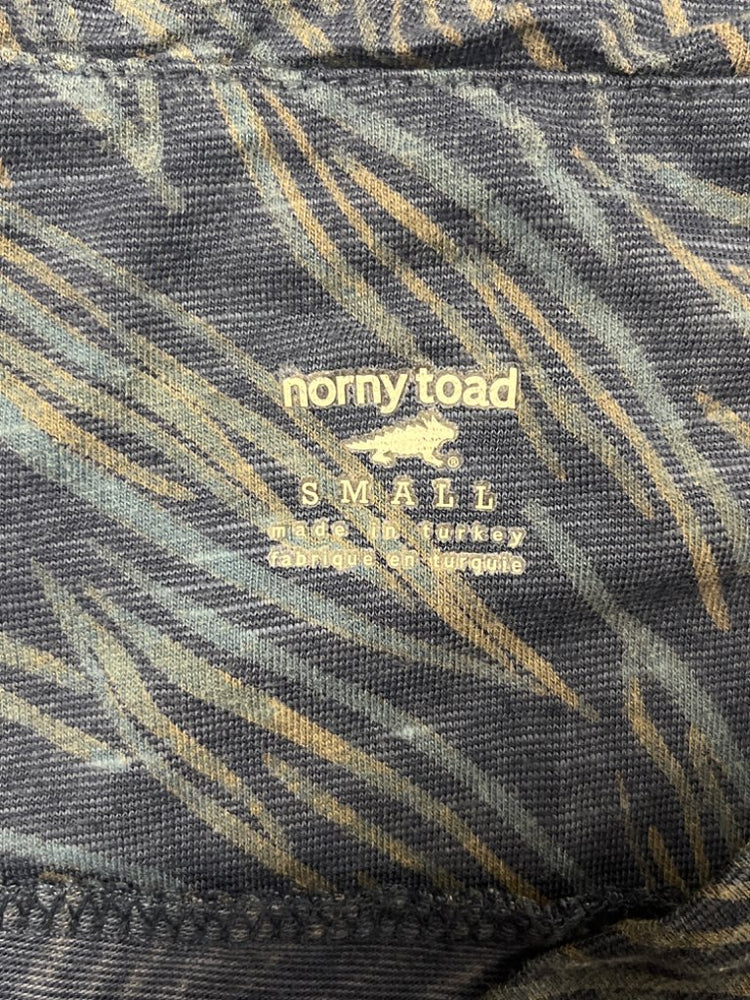 norny toad
®
SMALL
made in turkey
fabrique en turquie